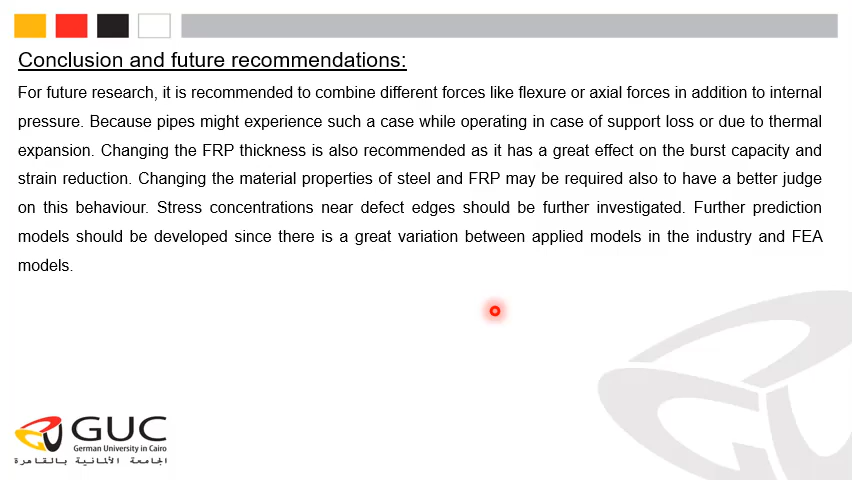 Conclusion and future recommendations:
For future research, it is recommended to combine different forces like flexure or axial forces in addition to internal
pressure. Because pipes might experience such a case while operating in case of support loss or due to thermal
expansion. Changing the FRP thickness is also recommended as it has a great effect on the burst capacity and
strain reduction. Changing the material properties of steel and FRP may be required also to have a better judge
on this behaviour. Stress concentrations near defect edges should be further investigated. Further prediction
models should be developed since there is a great variation between applied models in the industry and FEA
models.
GUC
German University in Cairo
الجامعة الألمانية بالقاهرة